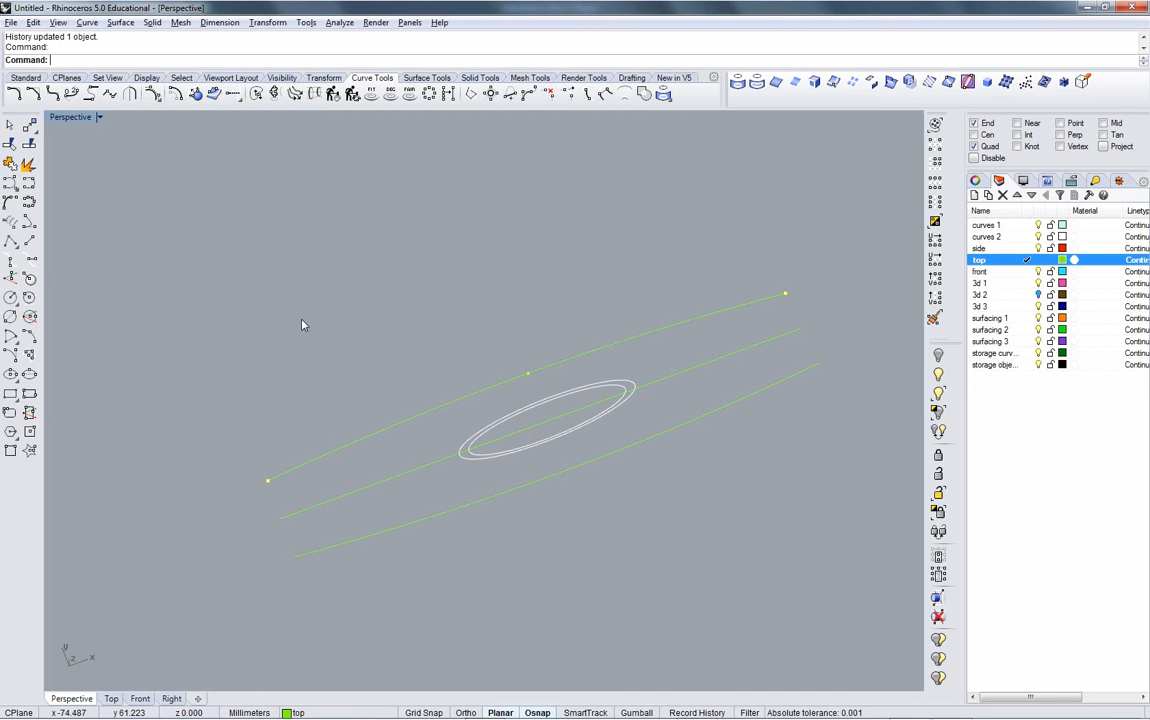 Untitled - Rhinoceros 5.0 Educational - [Perspective]
File Edit View Curve Surface Solid Mesh Dimension Transform Tools Analyze Render Panels Help
History updated 1 object.
Command:
Command:
Standard CPlanes Set View Display Select Viewport Layout Visibility Transform Curve Tools Surface Tools Solid Tools Mesh Tools Render Tools Drafting New in V5
FIT DEC FAIR
Perspective
End Near Point Mid
Cen Int Perp Tan
Quad Knot Vertex Project
Disable
Name Material Linetyp
curves 1 Continu
curves 2 Continu
side Continu
top Contin
front Continu
3d 1 Continu
3d 2 Continu
3d 3 Continu
surfacing 1 Continu
surfacing 2 Continu
surfacing 3 Continu
storage curv... Continu
storage obje... Continu
y
z x
Perspective Top Front Right
CPlane x -74.487 y 61.223 z 0.000 Millimeters top Grid Snap Ortho Planar Osnap SmartTrack Gumball Record History Filter Absolute tolerance: 0.001